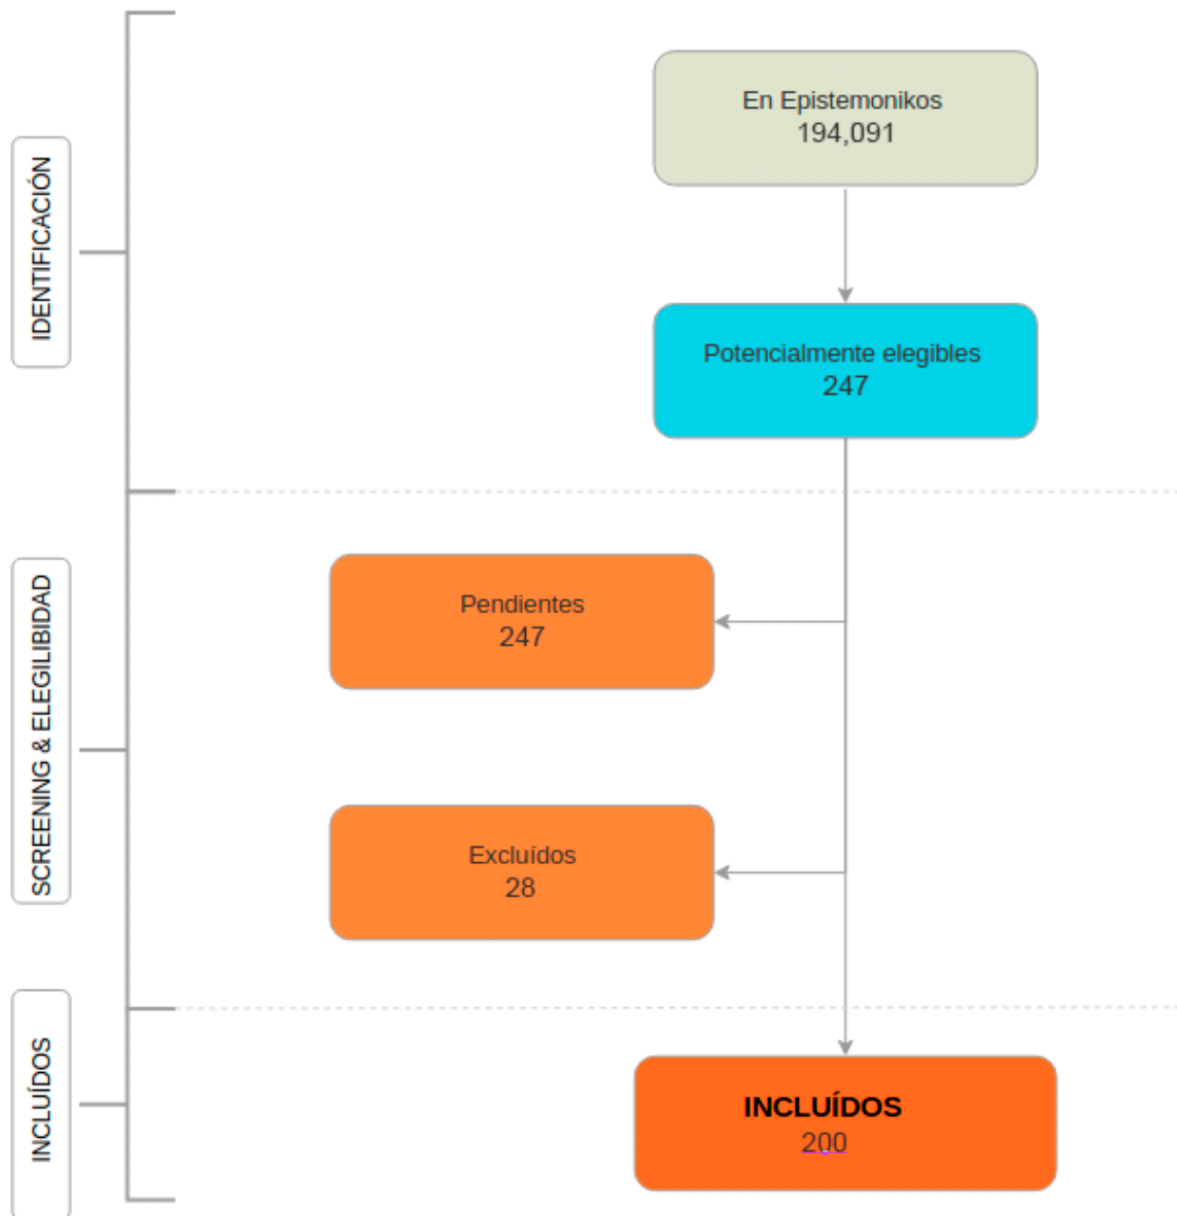 IDENTIFICACIÓN
En Epistemonikos
194,091
Potencialmente elegibles
247
SCREENING & ELEGILIBIDAD
Pendientes
247
Excluídos
28
INCLUÍDOS
INCLUÍDOS
200